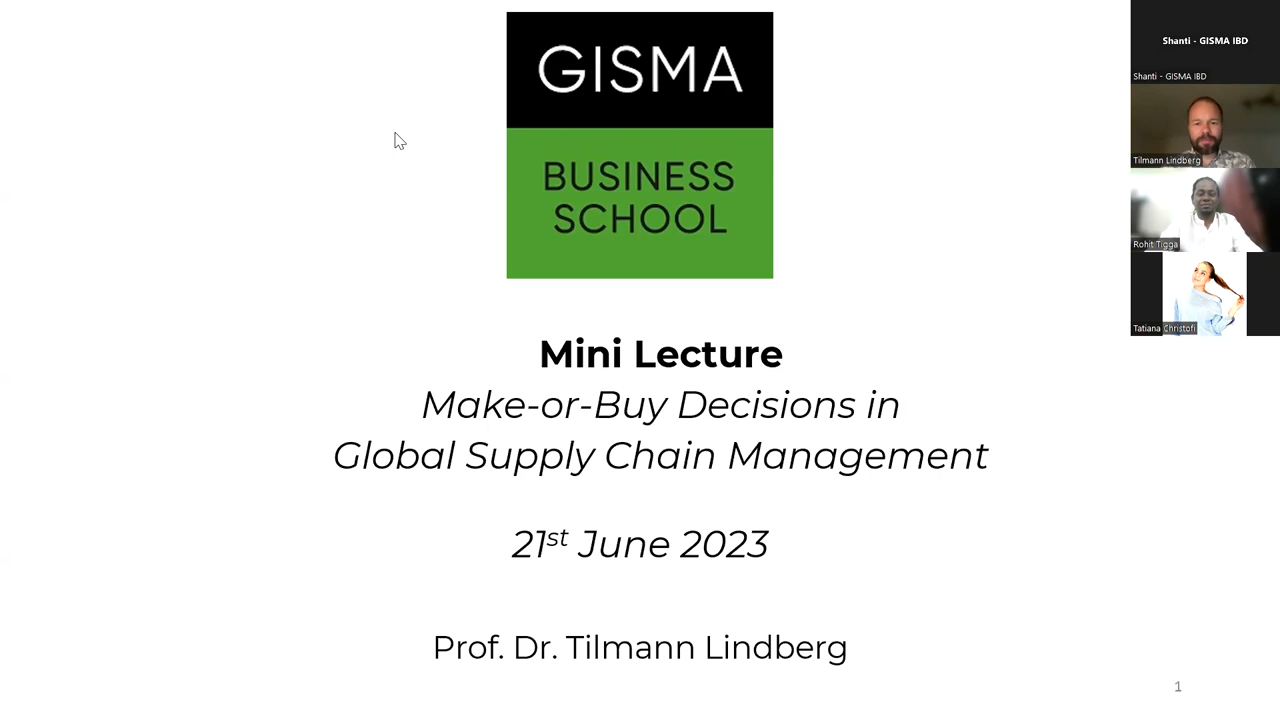 GISMA
BUSINESS
SCHOOL
Mini Lecture
Make-or-Buy Decisions in
Global Supply Chain Management
21st June 2023
Prof. Dr. Tilmann Lindberg
1
Shanti - GISMA IBD
Shanti - GISMA IBD
Tilmann Lindberg
Rohit Tigga
Tatiana Christofi